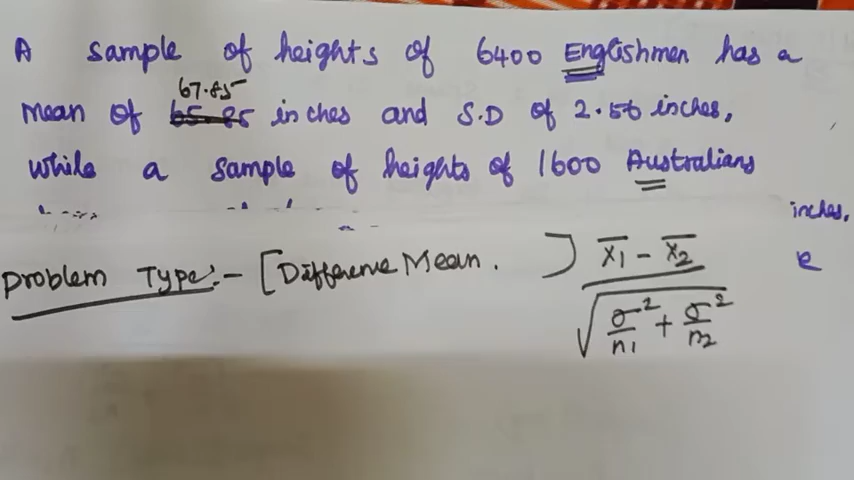 A sample of heights of 6400 Englishmen has a
67.85
mean of 65.85 inches and S.D of 2.56 inches,
while a sample of heights of 1600 Australians
inches.
Problem Type:- [Difference Mean. ] x̄1 - x̄2
√ σ²/n1 + σ²/n2